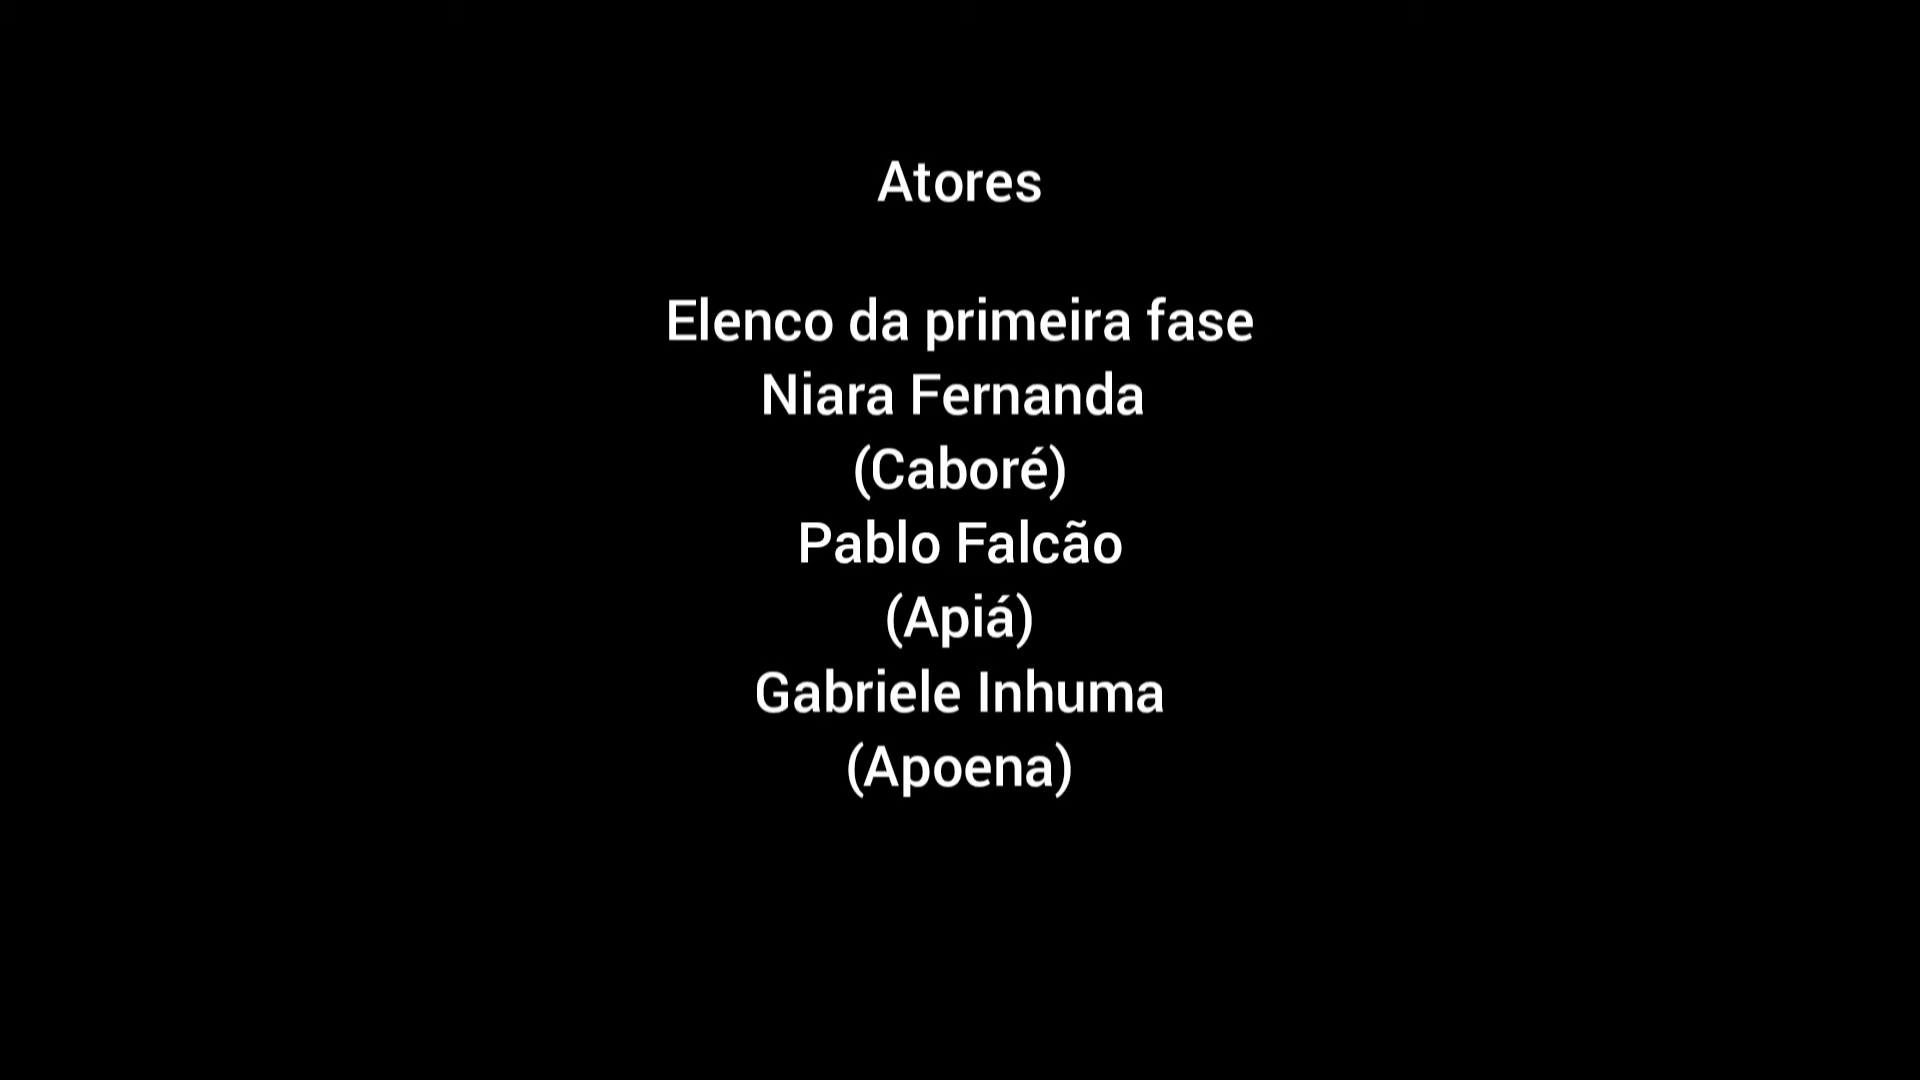 Atores
Elenco da primeira fase
Niara Fernanda
(Caboré)
Pablo Falcão
(Apiá)
Gabriele Inhuma
(Apoena)